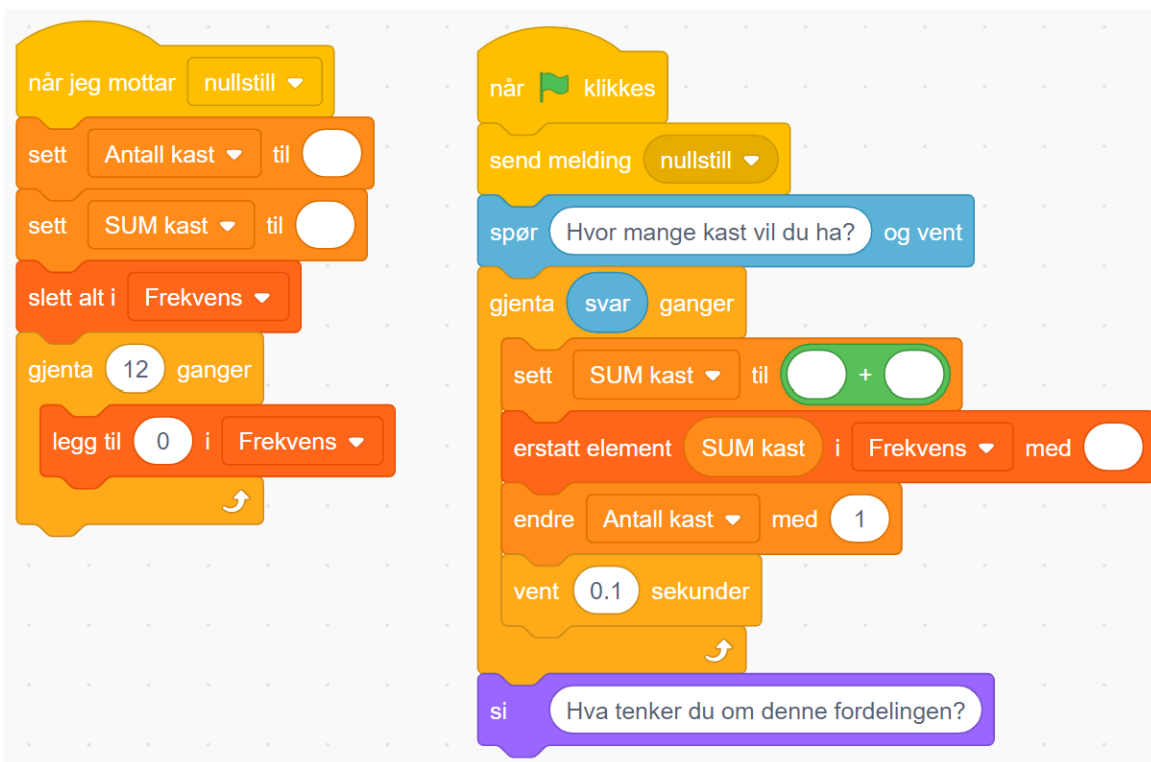 når jeg mottar nullstill
sett Antall kast til
sett SUM kast til
slett alt i Frekvens
gjenta 12 ganger
legg til 0 i Frekvens
når klikkes
send melding nullstill
spør Hvor mange kast vil du ha? og vent
gjenta svar ganger
sett SUM kast til +
erstatt element SUM kast i Frekvens med
endre Antall kast med 1
vent 0.1 sekunder
si Hva tenker du om denne fordelingen?